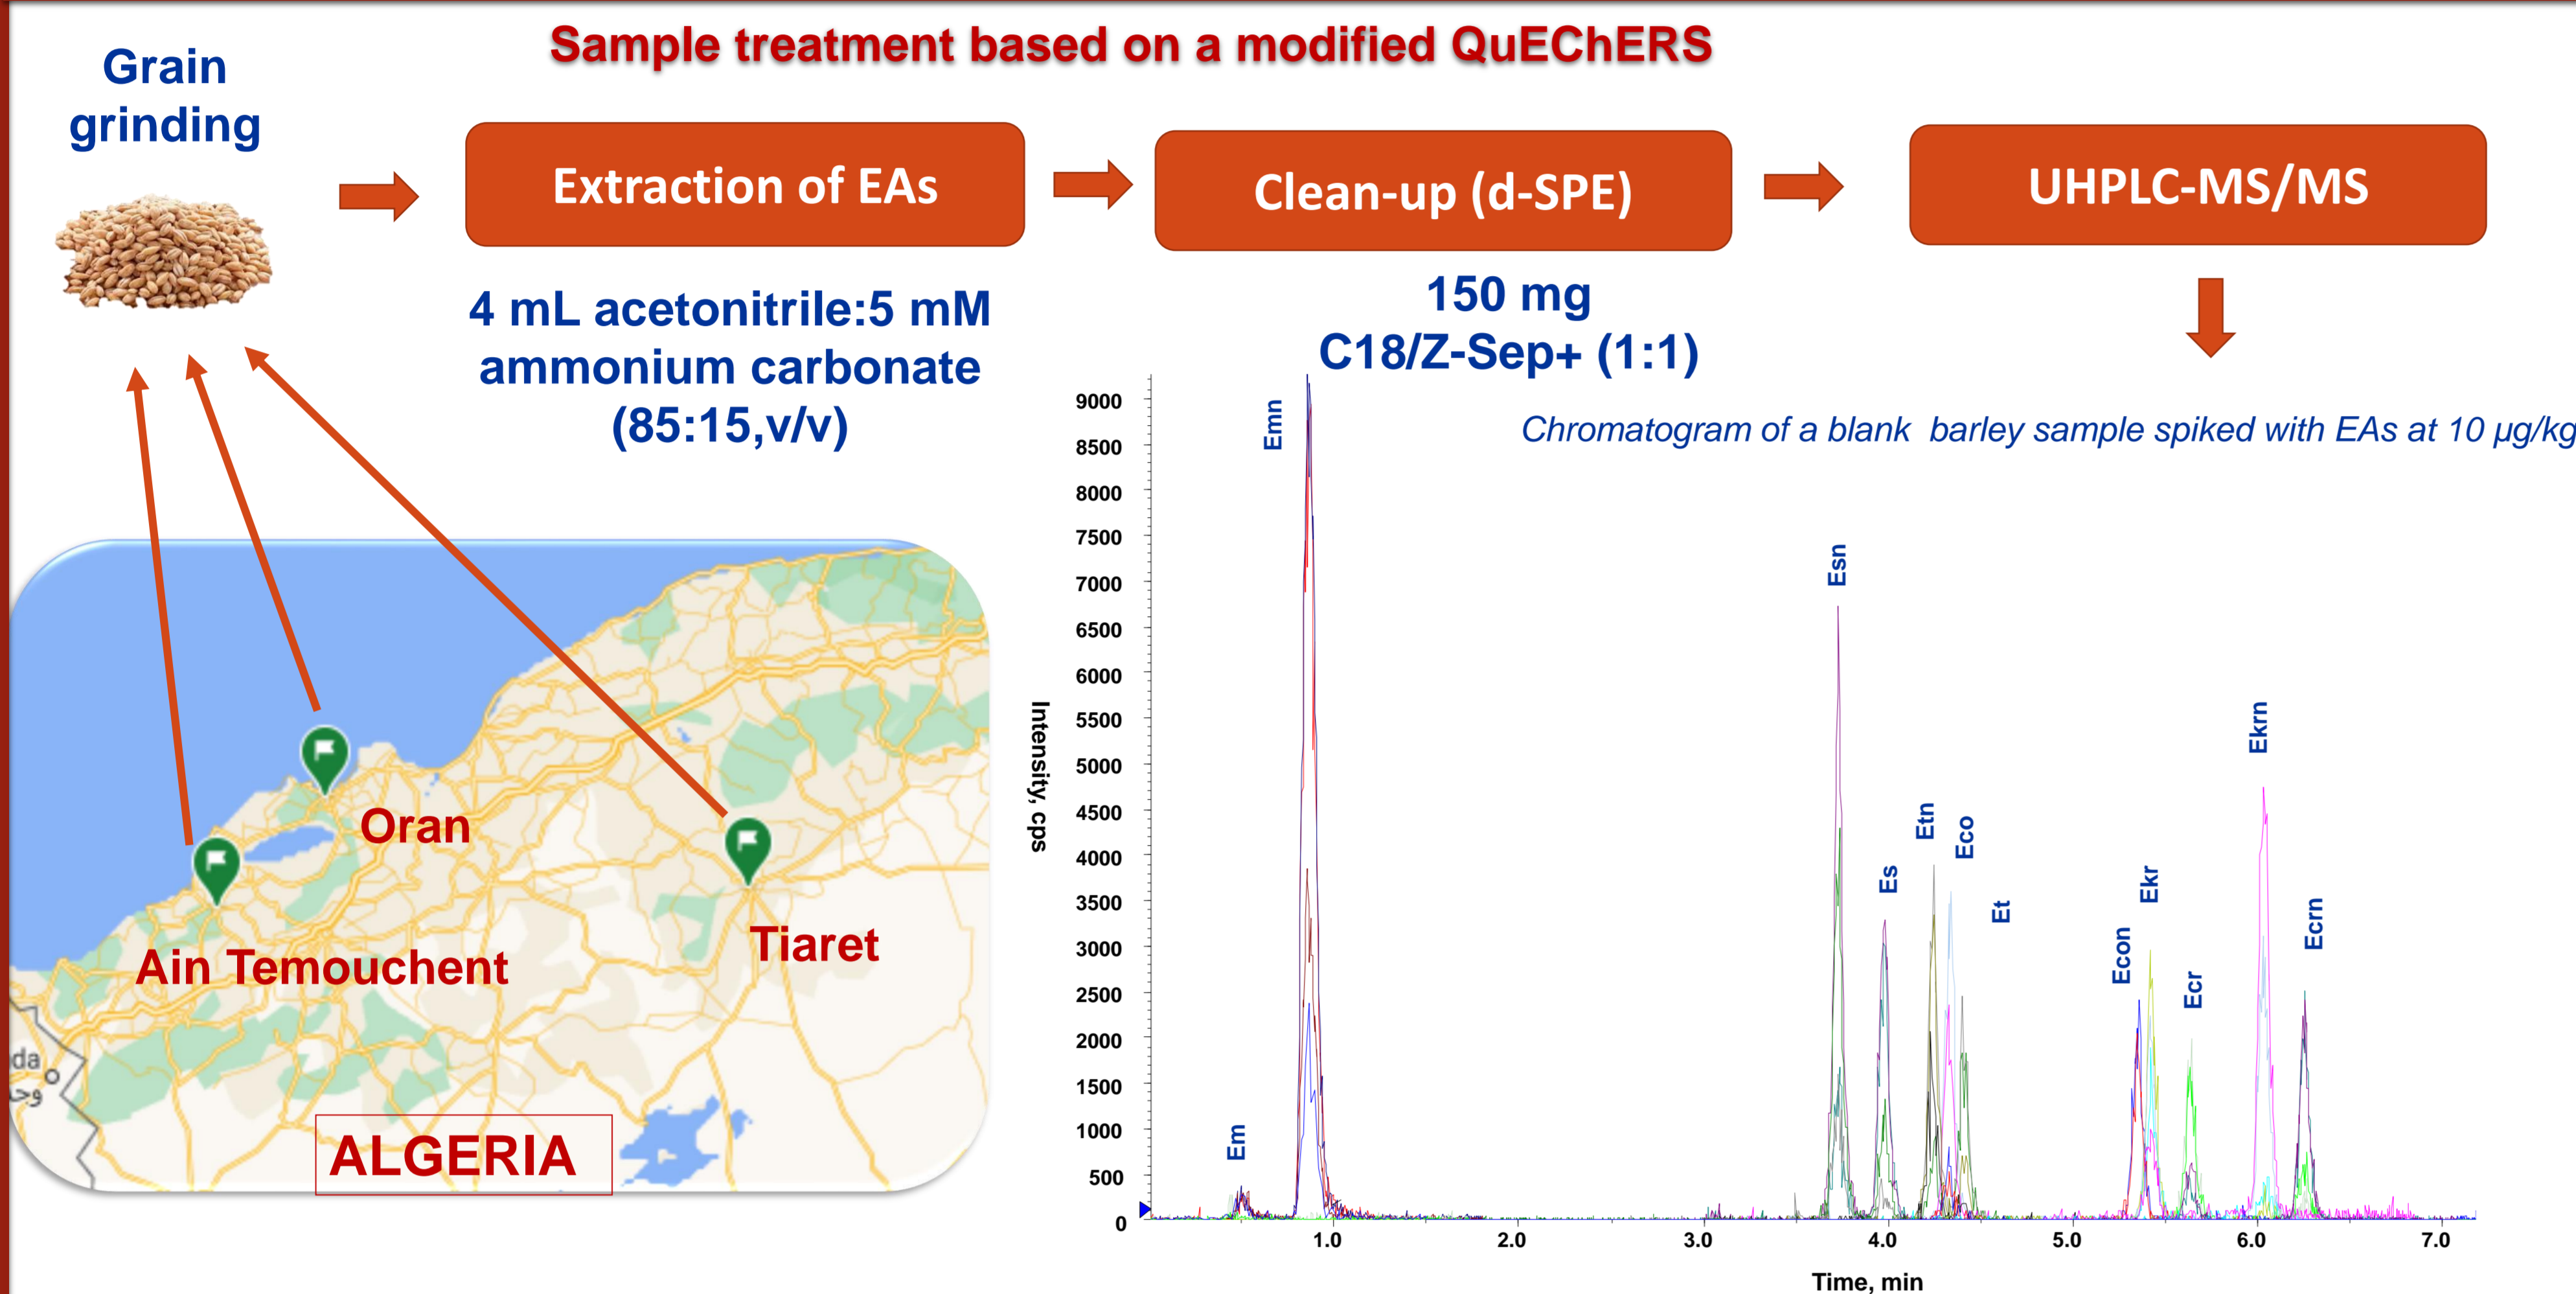 Sample treatment based on a modified QuEChERS
Grain
grinding
Extraction of EAs
Clean-up (d-SPE)
UHPLC-MS/MS
4 mL acetonitrile:5 mM
ammonium carbonate
(85:15,v/v)
150 mg
C18/Z-Sep+ (1:1)
Chromatogram of a blank barley sample spiked with EAs at 10 µg/kg
Oran
Ain Temouchent
Tiaret
da
ALGERIA
Intensity, cps
9000
8500
8000
7500
7000
6500
6000
5500
5000
4500
4000
3500
3000
2500
2000
1500
1000
500
0
Em
Emn
Esn
Es
Etn
Eco
Et
Econ
Ekr
Ecr
Ekrn
Ecrn
1.0 2.0 3.0 4.0 5.0 6.0 7.0
Time, min